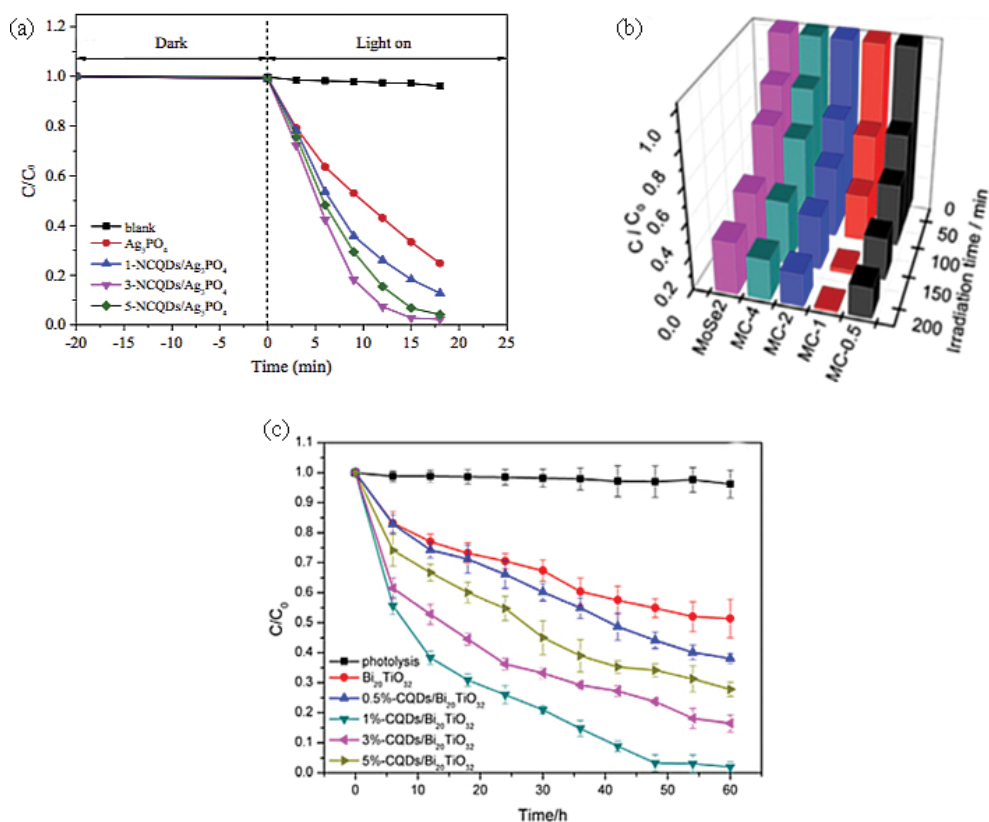 (a)
Dark
Light on
1.2
1.0
0.8
0.6
0.4
0.2
0.0
C/C₀
blank
Ag₃PO₄
1-NCQDs/Ag₃PO₄
3-NCQDs/Ag₃PO₄
5-NCQDs/Ag₃PO₄
-20 -15 -10 -5 0 5 10 15 20 25
Time (min)
(b)
1.0
0.8
0.6
0.4
0.2
0.0
C / C₀
MoSe2
MC-4
MC-2
MC-1
MC-0.5
0
50
100
150
200
Irradiation time / min
(c)
1.1
1.0
0.9
0.8
0.7
0.6
0.5
0.4
0.3
0.2
0.1
0.0
C/C₀
photolysis
Bi₂₀TiO₃₂
0.5%-CQDs/Bi₂₀TiO₃₂
1%-CQDs/Bi₂₀TiO₃₂
3%-CQDs/Bi₂₀TiO₃₂
5%-CQDs/Bi₂₀TiO₃₂
0 10 20 30 40 50 60
Time/h